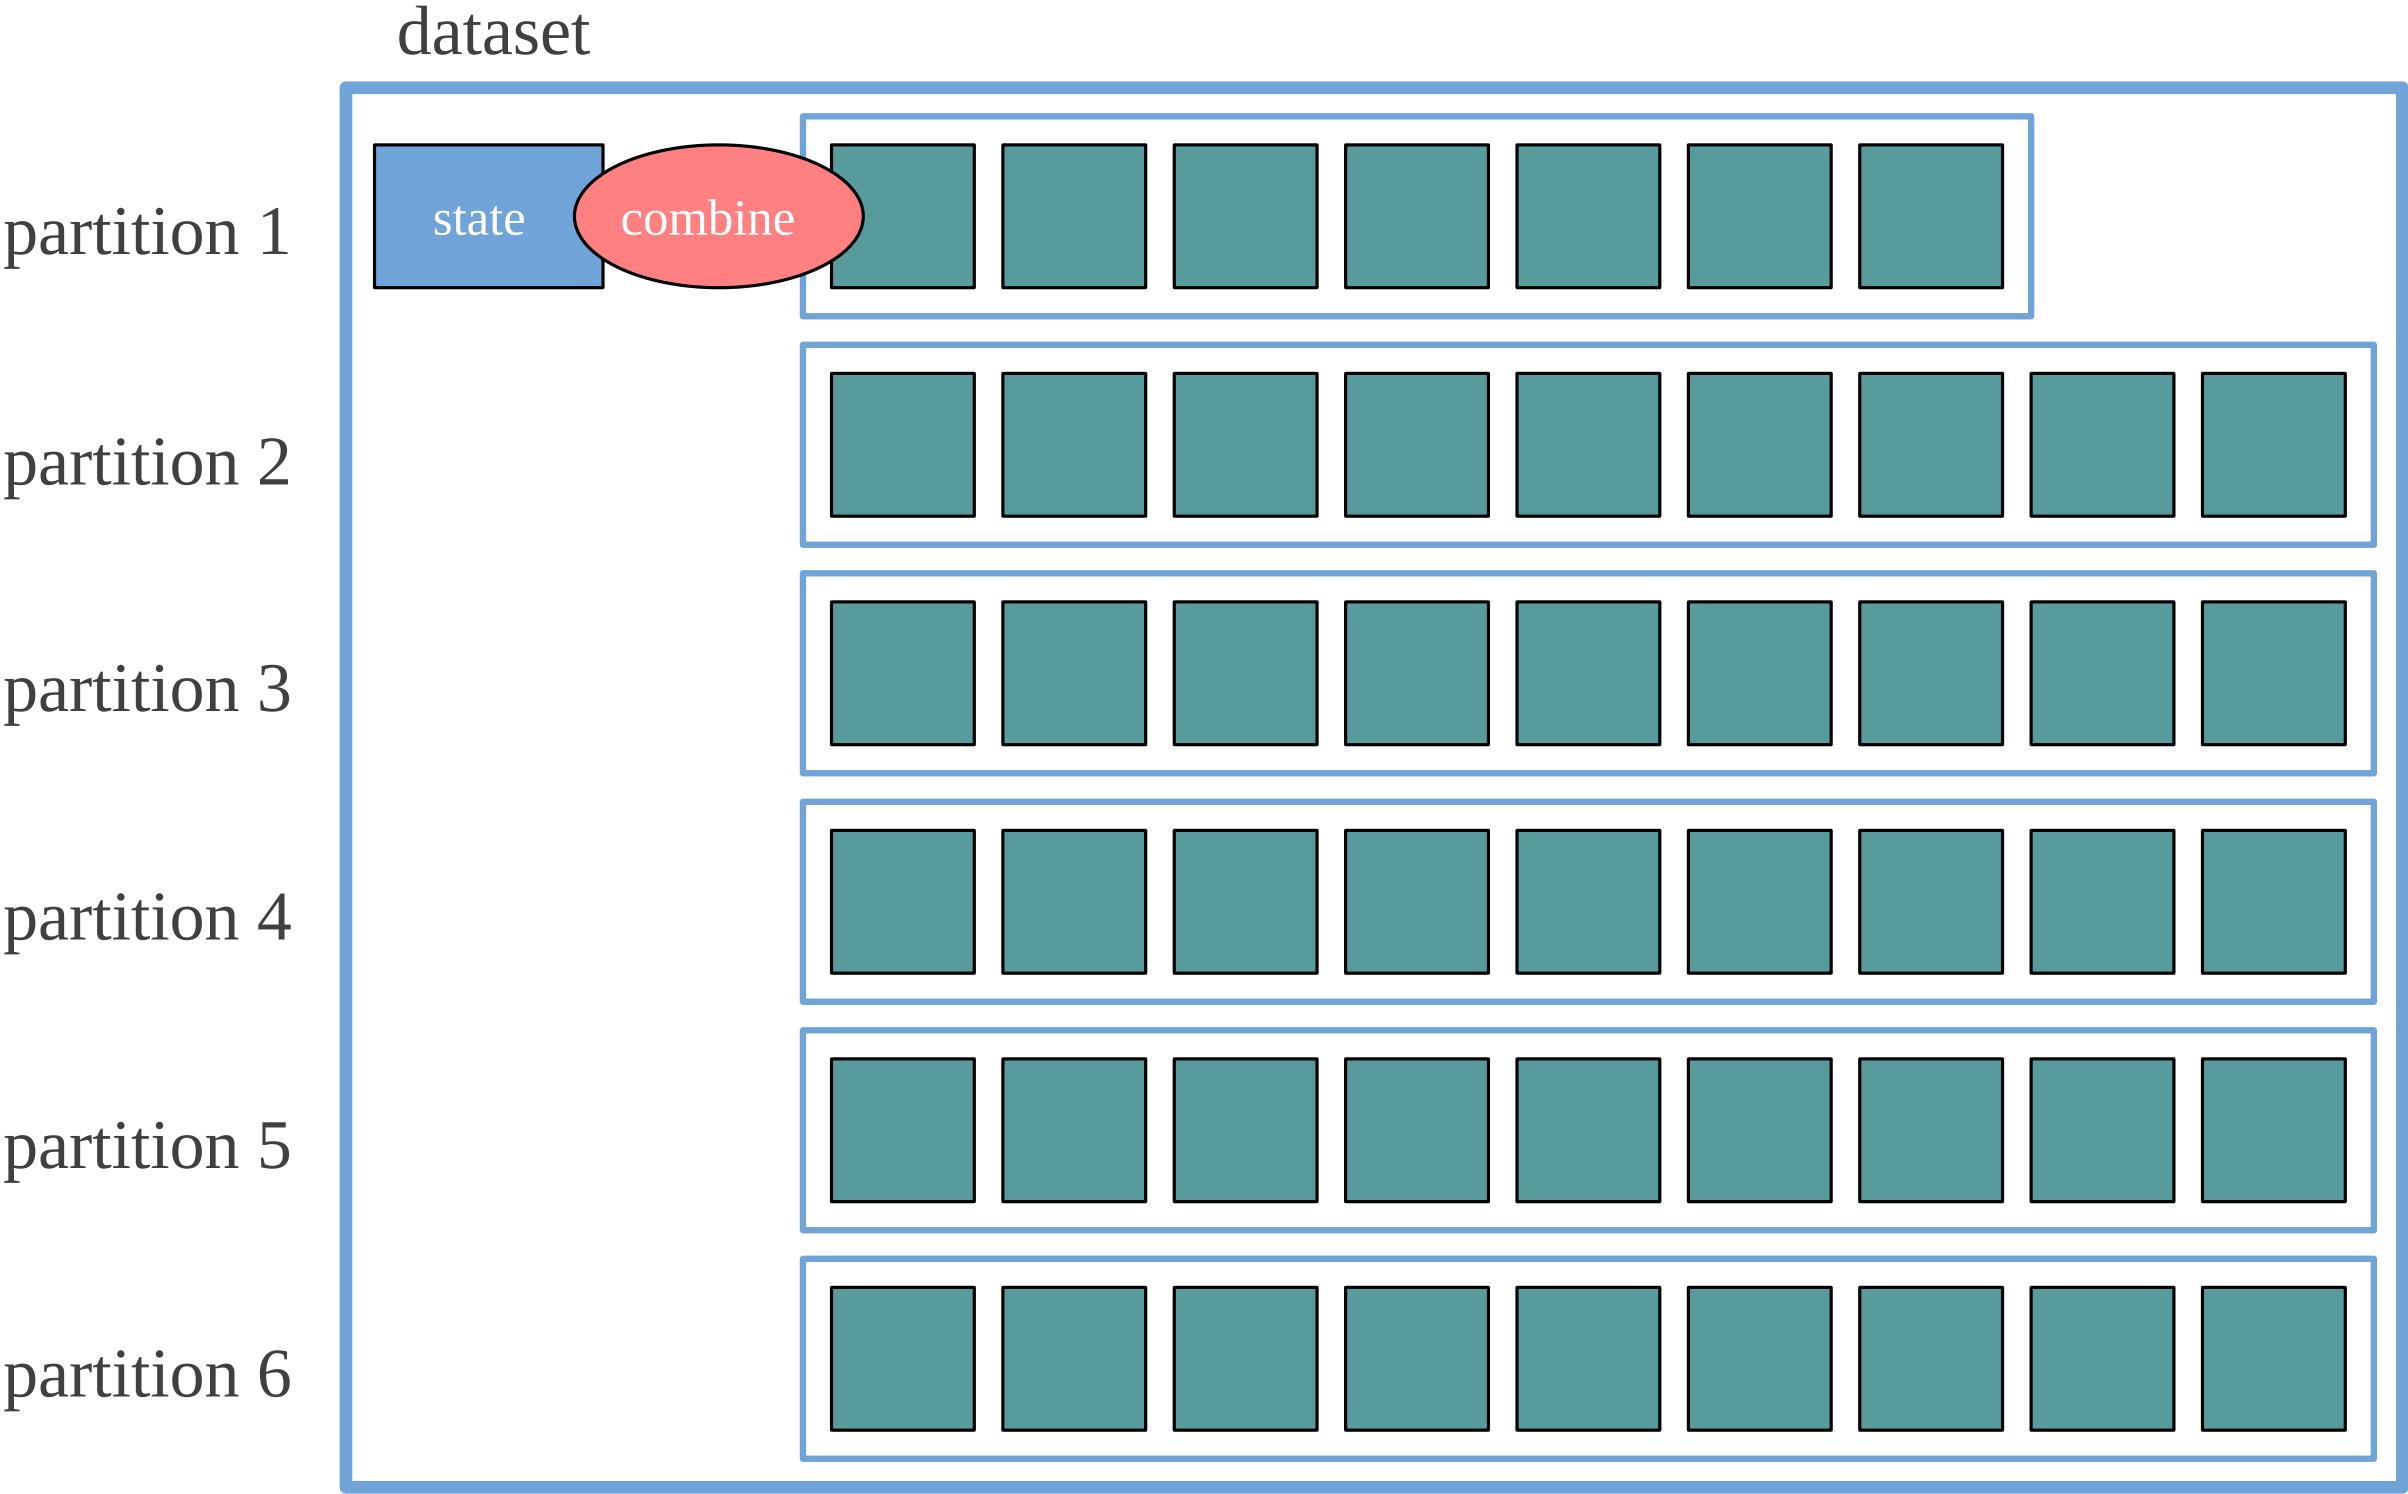 dataset
partition 1
state
combine
partition 2
partition 3
partition 4
partition 5
partition 6